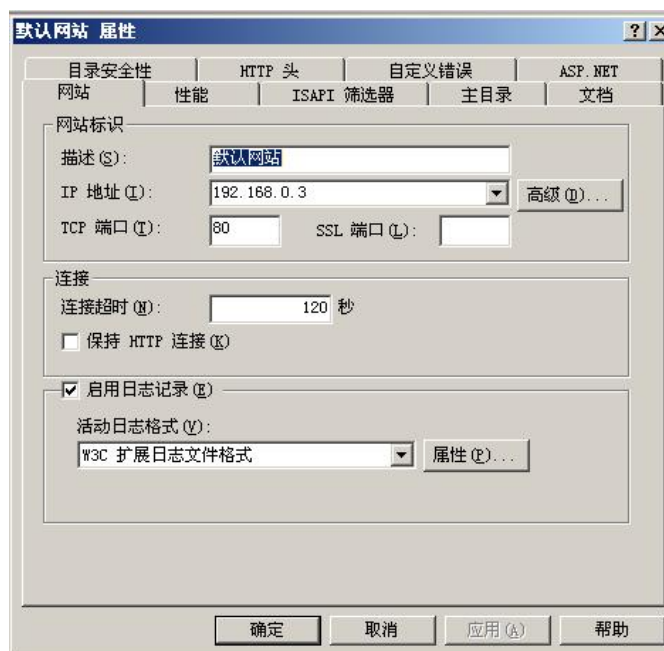 默认网站 属性
目录安全性 HTTP 头 自定义错误 ASP.NET
网站 性能 ISAPI 筛选器 主目录 文档
网站标识
描述(S): 默认网站
IP 地址(I): 192.168.0.3 高级(D)...
TCP 端口(T): 80 SSL 端口(L):
连接
连接超时(N): 120 秒
保持 HTTP 连接(K)
启用日志记录(E)
活动日志格式(V):
W3C 扩展日志文件格式 属性(P)...
确定 取消 应用(A) 帮助